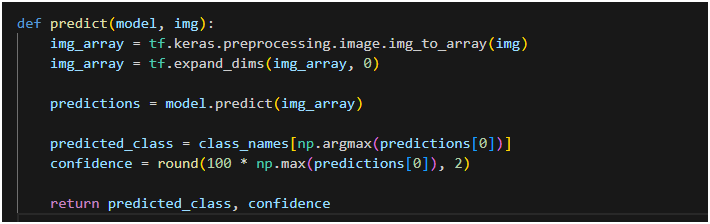 def predict(model, img):
    img_array = tf.keras.preprocessing.image.img_to_array(img)
    img_array = tf.expand_dims(img_array, 0)

    predictions = model.predict(img_array)

    predicted_class = class_names[np.argmax(predictions[0])]
    confidence = round(100 * np.max(predictions[0]), 2)

    return predicted_class, confidence